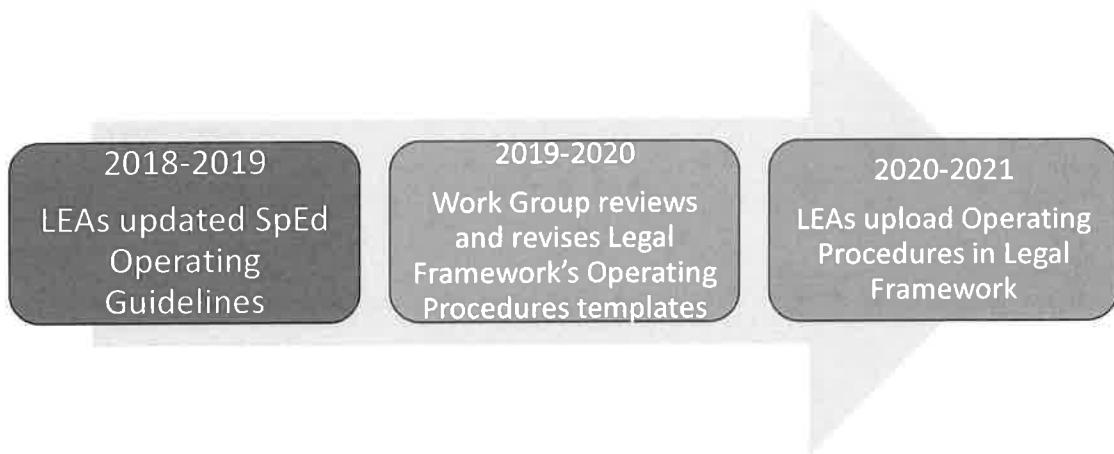 2018-2019
LEAs updated SpEd
Operating
Guidelines
2019-2020
Work Group reviews
and revises Legal
Framework's Operating
Procedures templates
2020-2021
LEAs upload Operating
Procedures in Legal
Framework